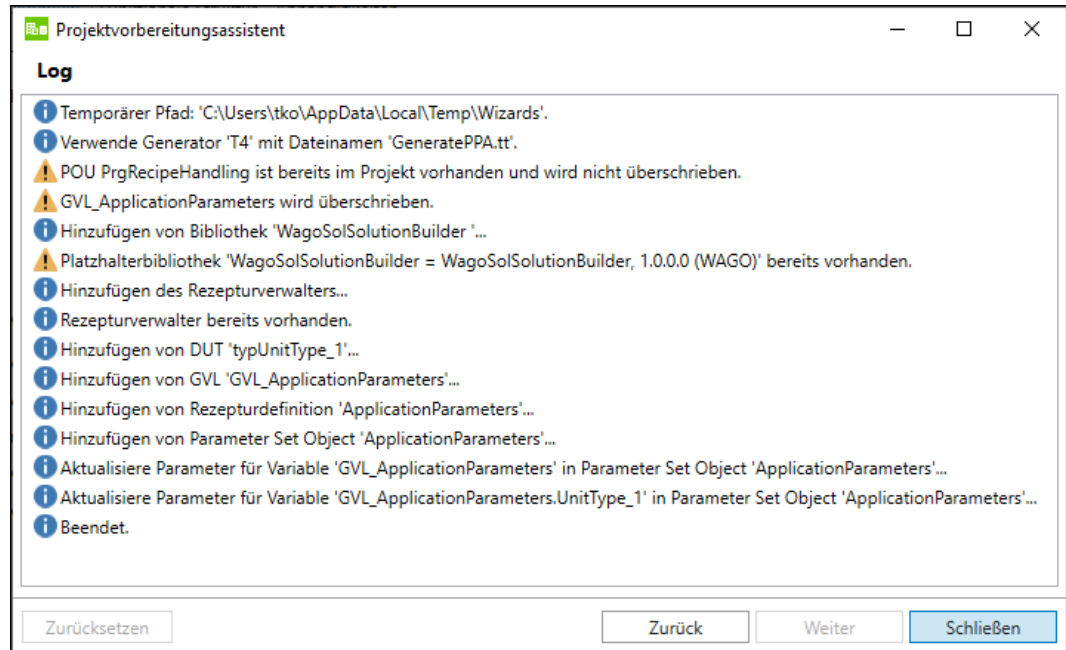 Projektvorbereitungsassistent
Log
Temporärer Pfad: 'C:\Users\tko\AppData\Local\Temp\Wizards'.
Verwende Generator 'T4' mit Dateinamen 'GeneratePPA.tt'.
POU PrgRecipeHandling ist bereits im Projekt vorhanden und wird nicht überschrieben.
GVL_ApplicationParameters wird überschrieben.
Hinzufügen von Bibliothek 'WagoSolSolutionBuilder '...
Platzhalterbibliothek 'WagoSolSolutionBuilder = WagoSolSolutionBuilder, 1.0.0.0 (WAGO)' bereits vorhanden.
Hinzufügen des Rezepturverwalters...
Rezepturverwalter bereits vorhanden.
Hinzufügen von DUT 'typUnitType_1'...
Hinzufügen von GVL 'GVL_ApplicationParameters'...
Hinzufügen von Rezepturdefinition 'ApplicationParameters'...
Hinzufügen von Parameter Set Object 'ApplicationParameters'...
Aktualisiere Parameter für Variable 'GVL_ApplicationParameters' in Parameter Set Object 'ApplicationParameters'...
Aktualisiere Parameter für Variable 'GVL_ApplicationParameters.UnitType_1' in Parameter Set Object 'ApplicationParameters'...
Beendet.
Zurücksetzen Zurück Weiter Schließen